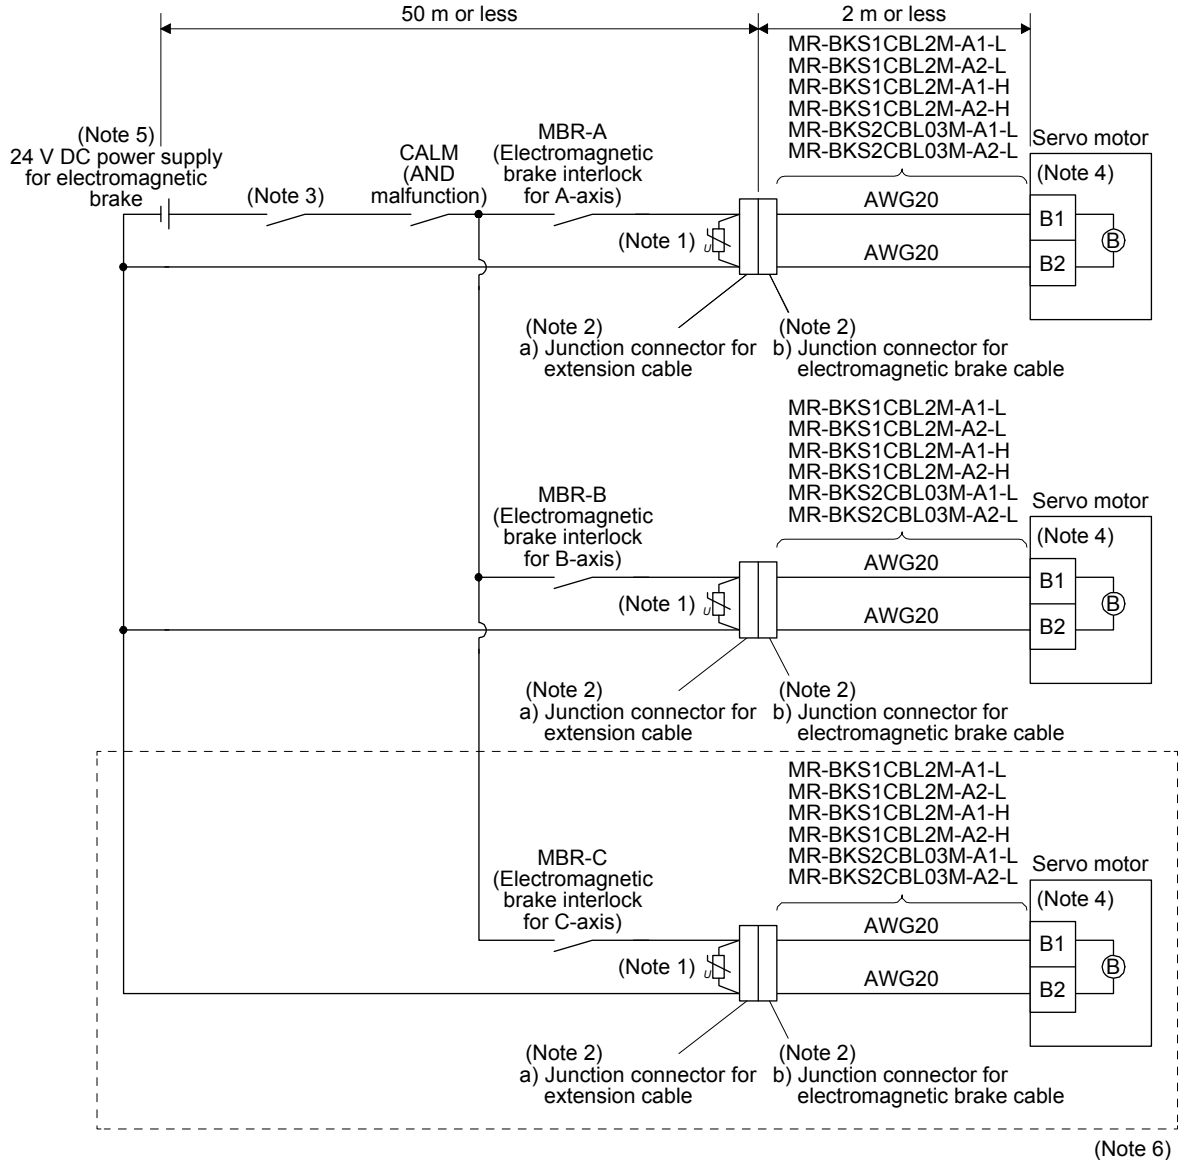 50 m or less
2 m or less
MR-BKS1CBL2M-A1-L
MR-BKS1CBL2M-A2-L
MR-BKS1CBL2M-A1-H
MR-BKS1CBL2M-A2-H
MR-BKS2CBL03M-A1-L
MR-BKS2CBL03M-A2-L
(Note 5)
24 V DC power supply
for electromagnetic
brake
(Note 3)
CALM
(AND
malfunction)
MBR-A
(Electromagnetic
brake interlock
for A-axis)
(Note 1)
U
AWG20
AWG20
Servo motor
(Note 4)
B1
B2
B
(Note 2)
a) Junction connector for
extension cable
(Note 2)
b) Junction connector for
electromagnetic brake cable
MR-BKS1CBL2M-A1-L
MR-BKS1CBL2M-A2-L
MR-BKS1CBL2M-A1-H
MR-BKS1CBL2M-A2-H
MR-BKS2CBL03M-A1-L
MR-BKS2CBL03M-A2-L
MBR-B
(Electromagnetic
brake interlock
for B-axis)
(Note 1)
U
AWG20
AWG20
Servo motor
(Note 4)
B1
B2
B
(Note 2)
a) Junction connector for
extension cable
(Note 2)
b) Junction connector for
electromagnetic brake cable
MR-BKS1CBL2M-A1-L
MR-BKS1CBL2M-A2-L
MR-BKS1CBL2M-A1-H
MR-BKS1CBL2M-A2-H
MR-BKS2CBL03M-A1-L
MR-BKS2CBL03M-A2-L
MBR-C
(Electromagnetic
brake interlock
for C-axis)
(Note 1)
U
AWG20
AWG20
Servo motor
(Note 4)
B1
B2
B
(Note 2)
a) Junction connector for
extension cable
(Note 2)
b) Junction connector for
electromagnetic brake cable
(Note 6)